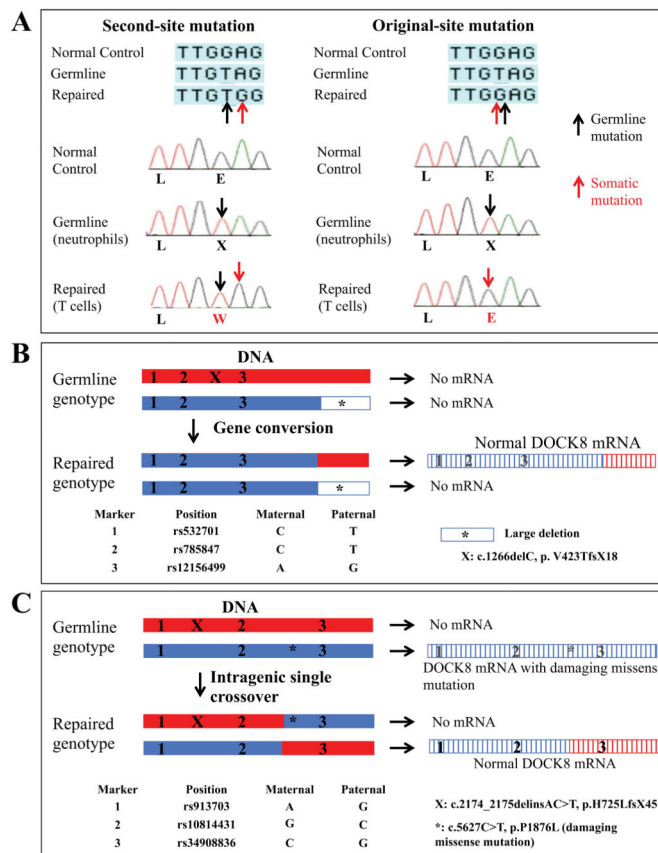 A
Second-site mutation
Original-site mutation
Normal Control TTGGAG
Germline TTGTAG
Repaired TTGTGG
Normal Control TTGGAG
Germline TTGTAG
Repaired TTGGAG
Germline
mutation
Somatic
mutation
Normal
Control
L E
Germline
(neutrophils)
L X
Repaired
(T cells)
L W
Normal
Control
L E
Germline
(neutrophils)
L X
Repaired
(T cells)
L E
B
DNA
Germline
genotype
1 2 X 3
No mRNA
1 2 3 *
No mRNA
Gene conversion
Normal DOCK8 mRNA
Repaired
genotype
1 2 3
1 2 3
1 2 3 *
No mRNA
Marker Position Maternal Paternal
1 rs532701 C T
2 rs785847 C T
3 rs12156499 A G
* Large deletion
X: c.1266delC, p. V423TfsX18
C
DNA
Germline
genotype
1 X 2 3
No mRNA
1 2 * 3
1 2 * 3
DOCK8 mRNA with damaging missense
mutation
Intragenic single
crossover
Repaired
genotype
1 X 2 * 3
No mRNA
1 2 3
1 2 3
Normal DOCK8 mRNA
Marker Position Maternal Paternal
1 rs913703 A G
2 rs10814431 G C
3 rs34908836 C G
X: c.2174_2175delinsAC>T, p.H725LfsX45
*: c.5627C>T, p.P1876L (damaging
missense mutation)